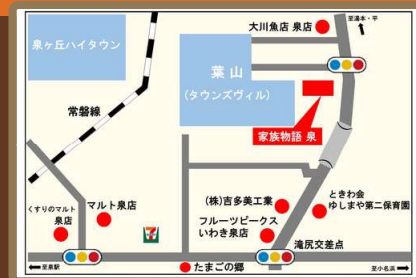 大川魚店 泉店
至湯本・平
泉ヶ丘ハイタウン
葉山
(タウンズヴィル)
常磐線
家族物語 泉
くすりのマルト
泉店
マルト泉店
(株)吉多美工業
フルーツピークス
いわき泉店
ときわ会
ゆしまや第二保育園
滝尻交差点
至泉駅
たまごの郷
至小名浜